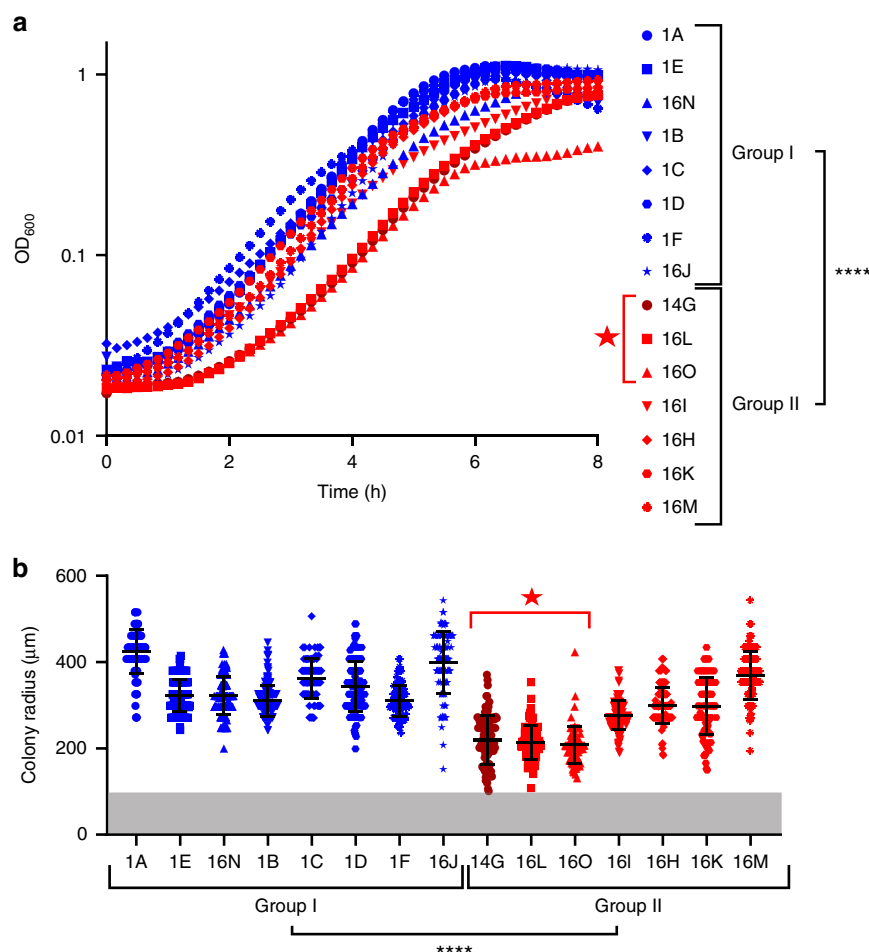 a
1
0.1
0.01
OD600
0
2
4
6
8
Time (h)
1A
1E
16N
1B
1C
1D
1F
16J
14G
16L
16O
16I
16H
16K
16M
Group I
Group II
****
b
600
400
200
0
Colony radius (μm)
1A 1E 16N 1B 1C 1D 1F 16J 14G 16L 16O 16I 16H 16K 16M
Group I
Group II
****